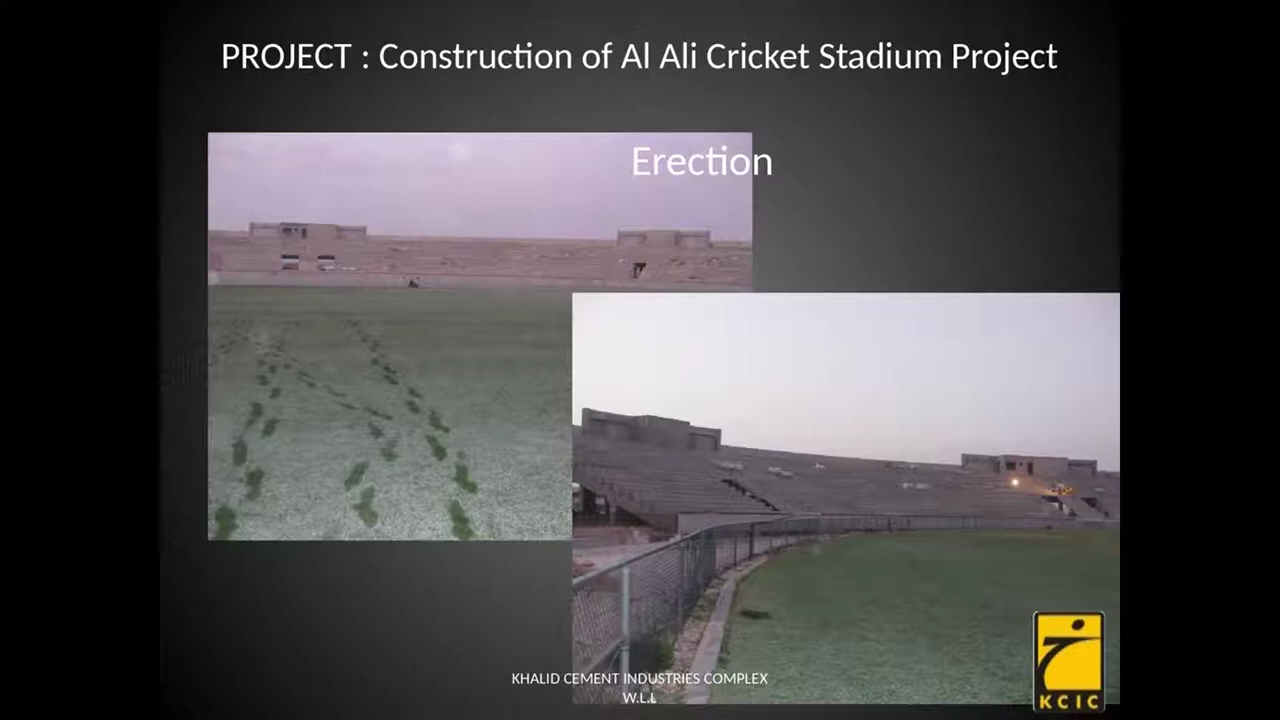 PROJECT : Construction of Al Ali Cricket Stadium Project
Erection
KHALID CEMENT INDUSTRIES COMPLEX
W.L.L
KCIC